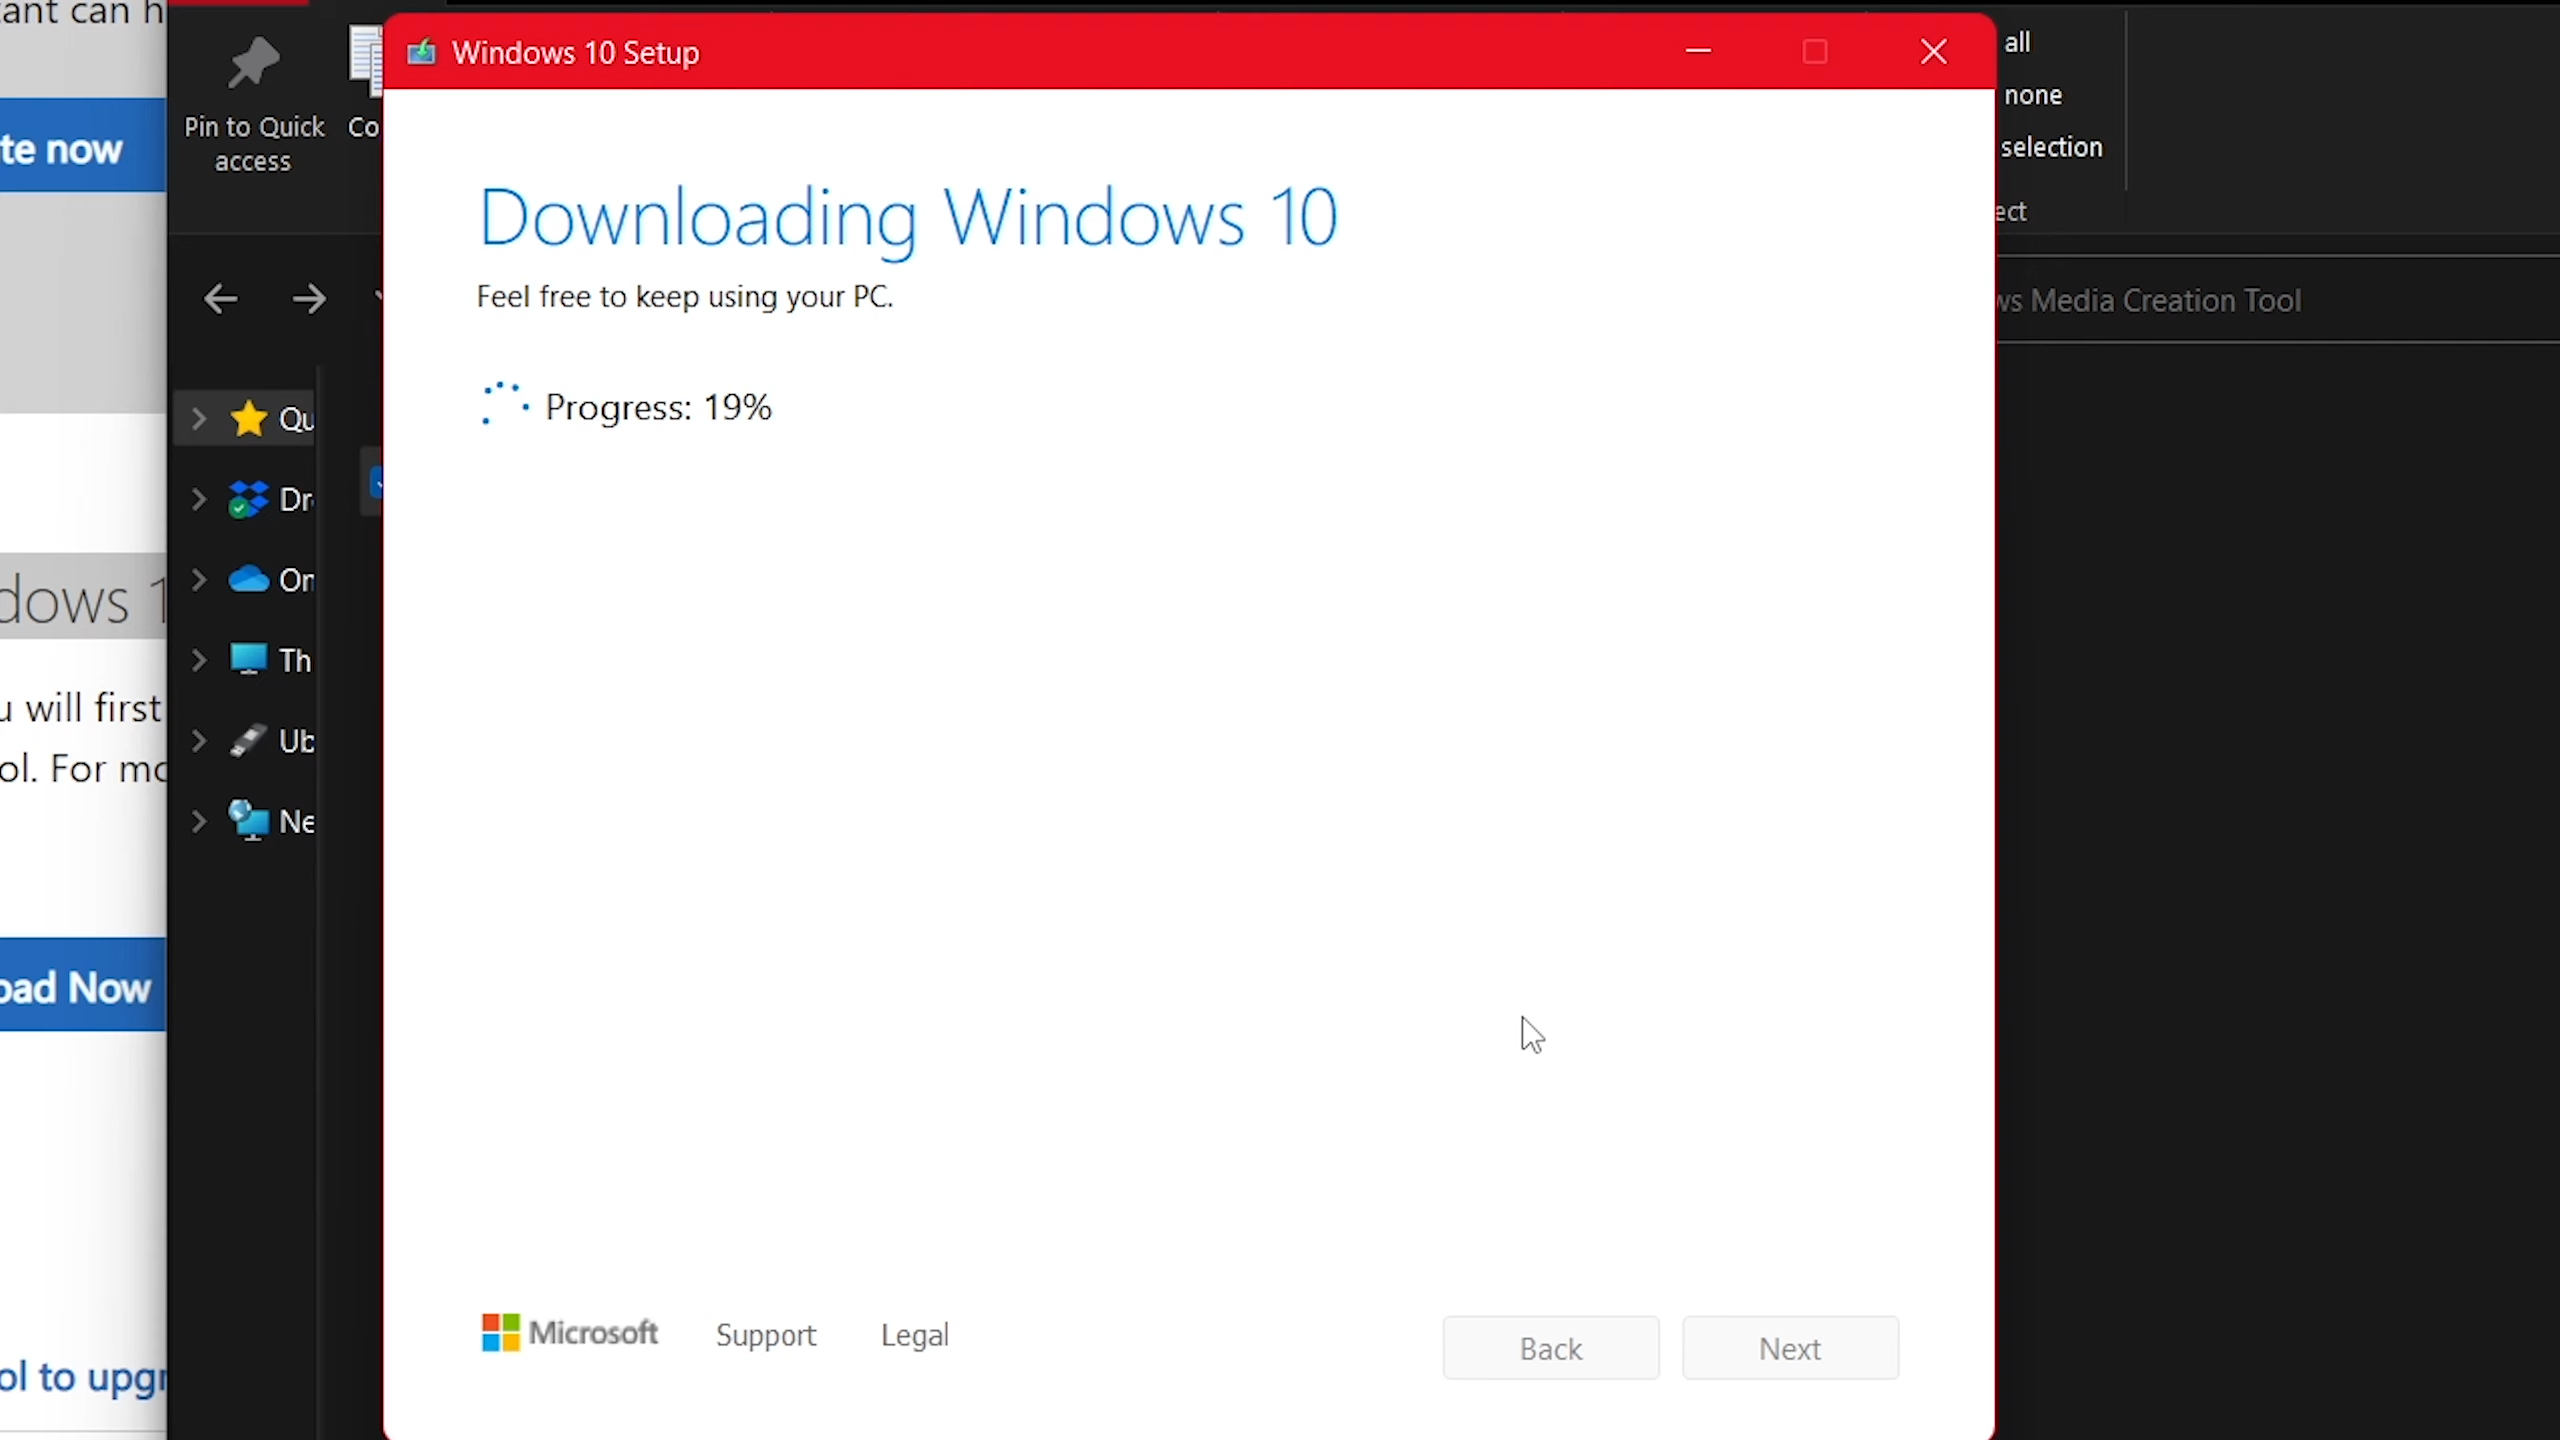 can h
te now
dows 1
u will first
ol. For mo
oad Now
ol to upgr
Pin to Quick
access
Co
all
none
selection
ect
ws Media Creation Tool
Qu
Dr
On
Th
Ub
Ne
Windows 10 Setup
Downloading Windows 10
Feel free to keep using your PC.
Progress: 19%
Microsoft
Support
Legal
Back
Next